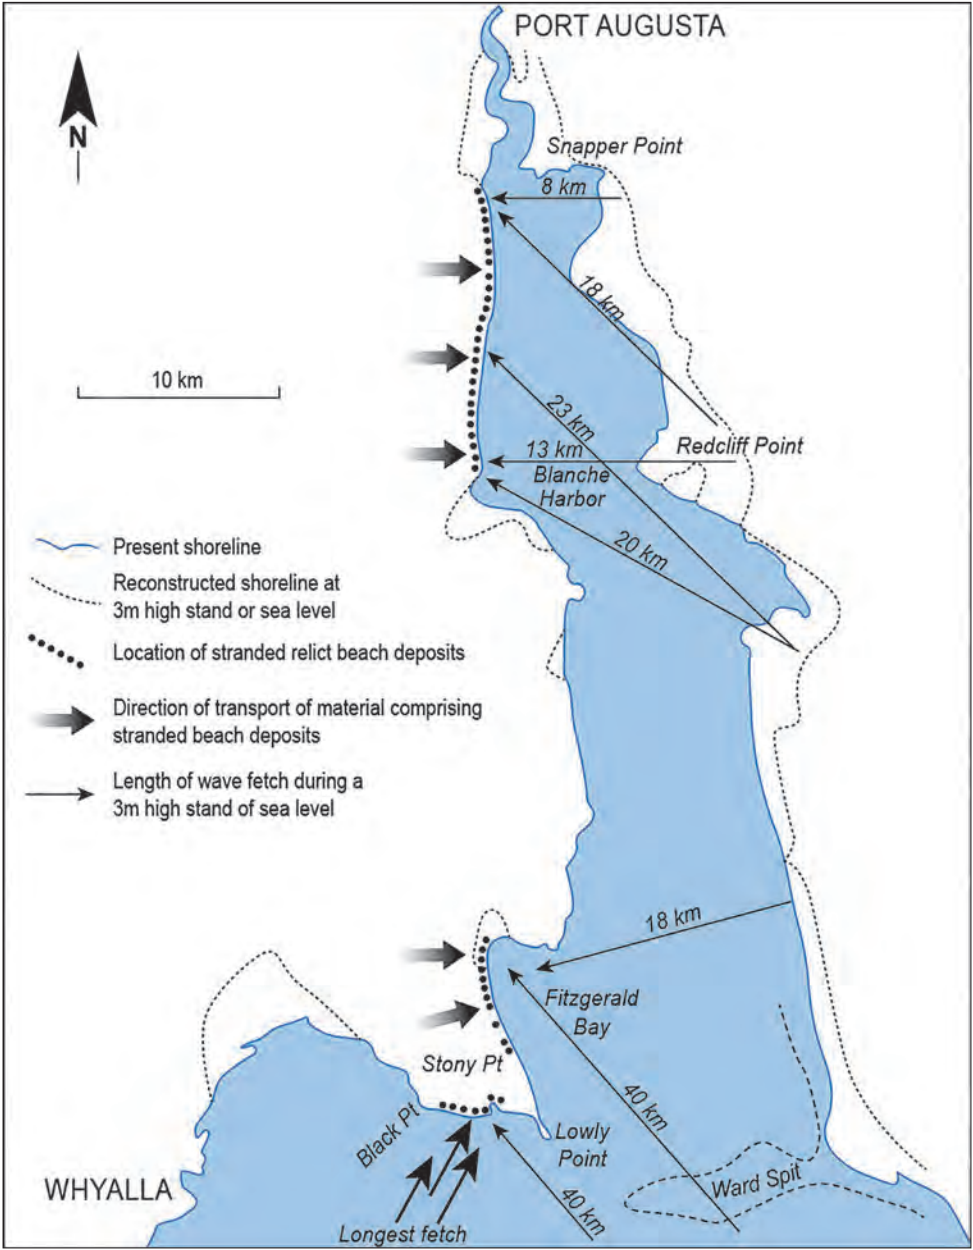 PORT AUGUSTA
N
Snapper Point
8 km
18 km
10 km
23 km
13 km
Redcliff Point
Blanche
Harbor
20 km
Present shoreline
Reconstructed shoreline at
3m high stand or sea level
Location of stranded relict beach deposits
Direction of transport of material comprising
stranded beach deposits
Length of wave fetch during a
3m high stand of sea level
18 km
Fitzgerald
Bay
Stony Pt
40 km
Black Pt
Lowly
Point
WHYALLA
Ward Spit
40 km
Longest fetch